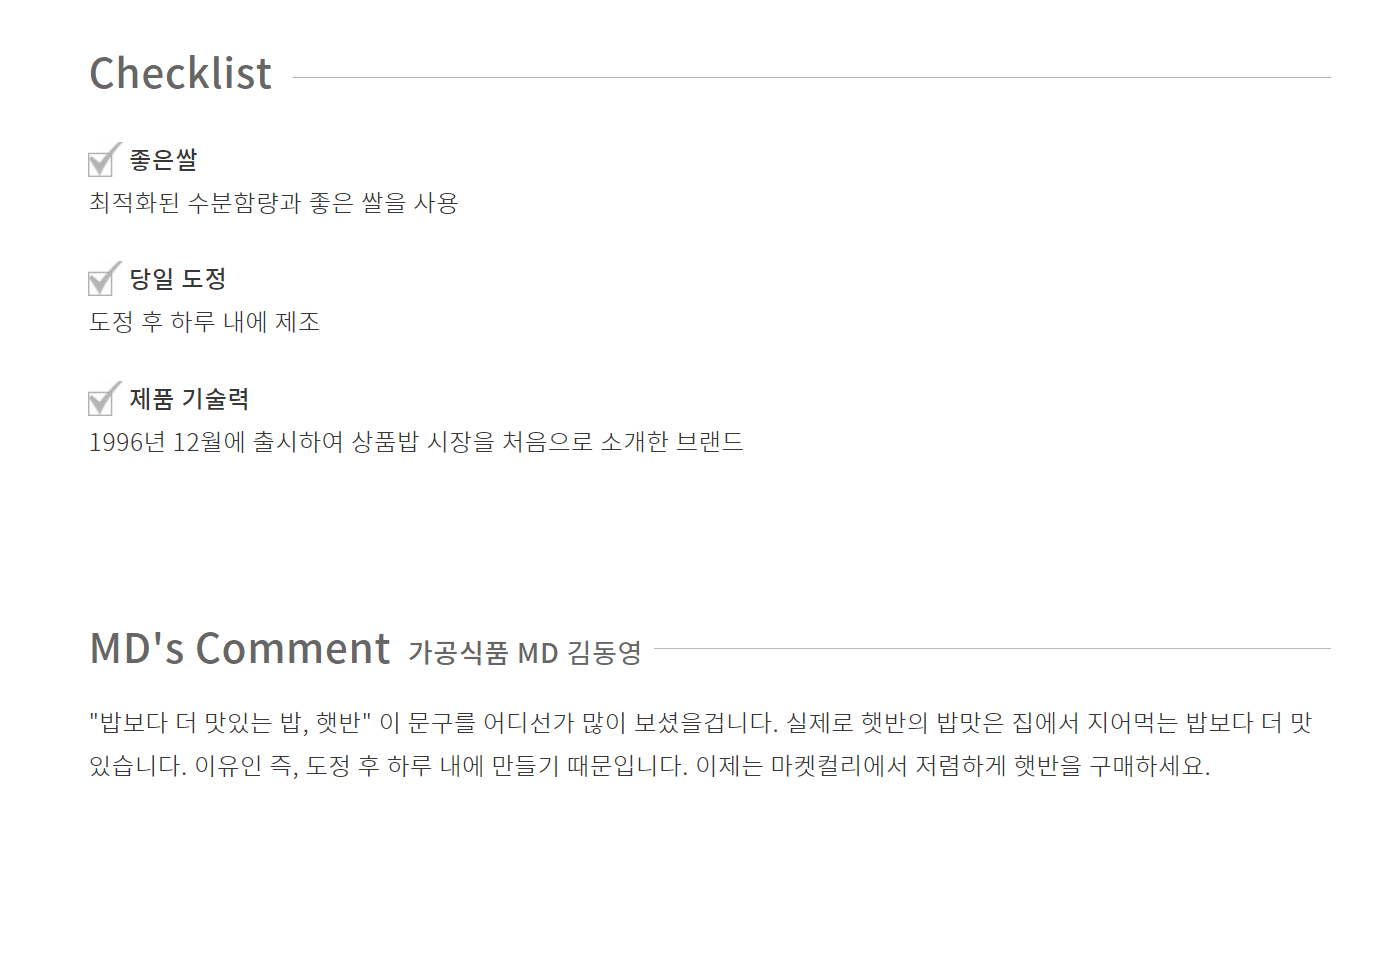 Checklist
좋은쌀
최적화된 수분함량과 좋은 쌀을 사용
당일 도정
도정 후 하루 내에 제조
제품 기술력
1996년 12월에 출시하여 상품밥 시장을 처음으로 소개한 브랜드
MD's Comment 가공식품 MD 김동영
"밥보다 더 맛있는 밥, 햇반" 이 문구를 어디선가 많이 보셨을겁니다. 실제로 햇반의 밥맛은 집에서 지어먹는 밥보다 더 맛
있습니다. 이유인 즉, 도정 후 하루 내에 만들기 때문입니다. 이제는 마켓컬리에서 저렴하게 햇반을 구매하세요.